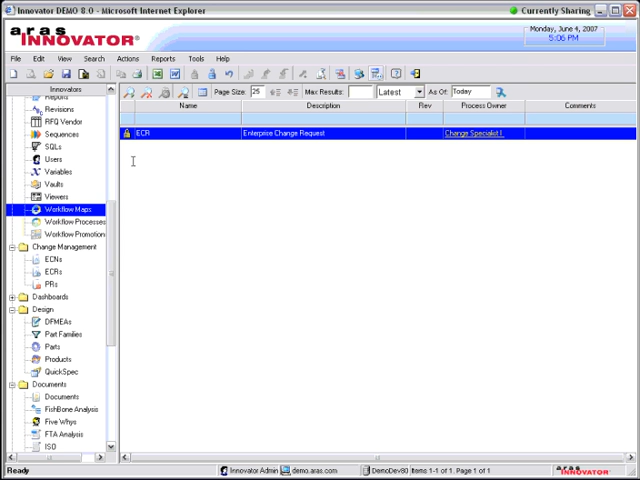 Innovator DEMO 8.0 - Microsoft Internet Explorer
Currently Sharing
aras
INNOVATOR
Monday, June 4, 2007
5:06 PM
File Edit View Search Actions Reports Tools Help
Innovators
Page Size: 25 Max Results: Latest As Of: Today
Name Description Rev Process Owner Comments
ECR Enterprise Change Request Change Specialist I
Reports
Revisions
RFQ Vendor
Sequences
SQLs
Users
Variables
Vaults
Viewers
Workflow Maps
Workflow Processes
Workflow Promotion
Change Management
ECNs
ECRs
PRs
Dashboards
Design
DFMEAs
Part Families
Parts
Products
QuickSpec
Documents
Documents
FishBone Analysis
Five Whys
FTA Analysis
ISO
Ready Innovator Admin demo.aras.com DemoDev80 Items 1-1 of 1. Page 1 of 1 aras